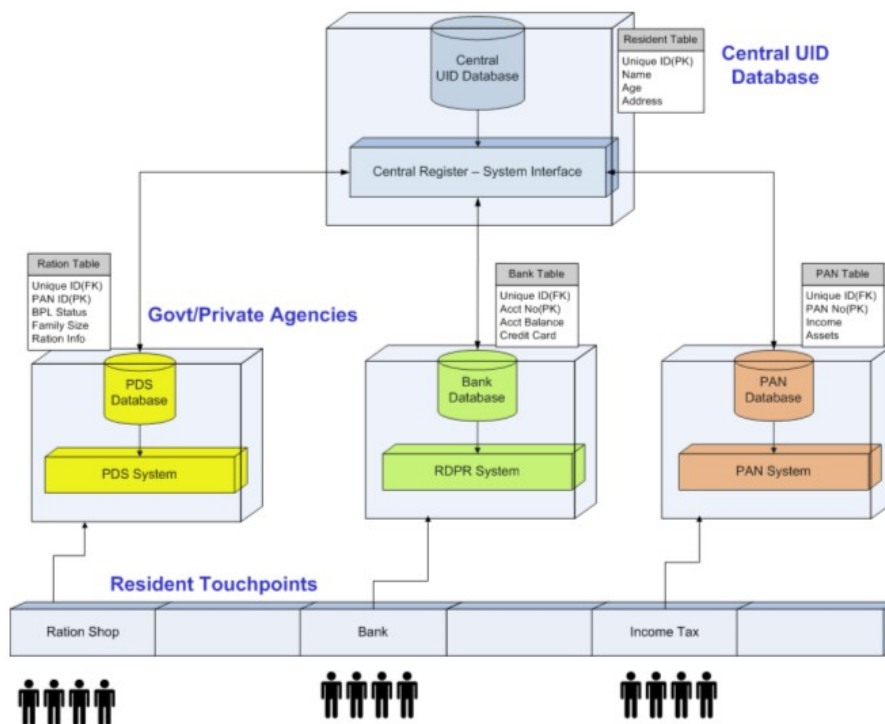 Central
UID Database
Resident Table
Unique ID(PK)
Name
Age
Address
Central UID
Database
Central Register – System Interface
Ration Table
Unique ID(FK)
PAN ID(PK)
BPL Status
Family Size
Ration Info
Govt/Private Agencies
Bank Table
Unique ID(FK)
Acct No(PK)
Acct Balance
Credit Card
PAN Table
Unique ID(FK)
PAN No(PK)
Income
Assets
PDS
Database
PDS System
Bank
Database
RDPR System
PAN
Database
PAN System
Resident Touchpoints
Ration Shop
Bank
Income Tax